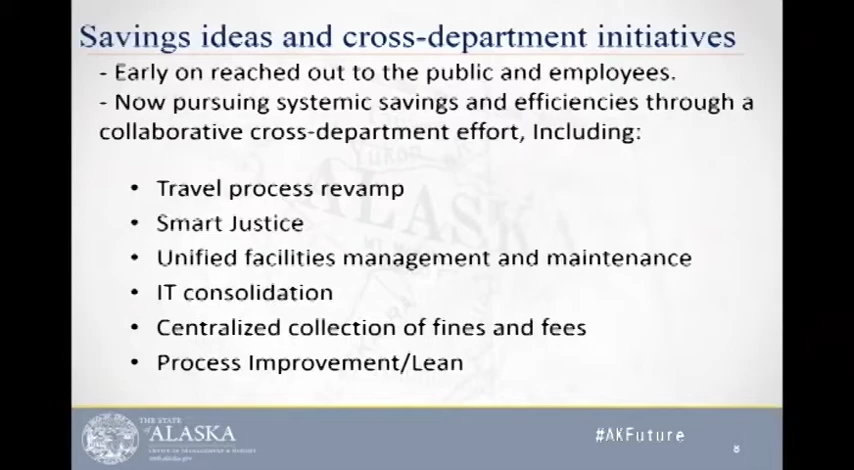 Savings ideas and cross-department initiatives
- Early on reached out to the public and employees.
- Now pursuing systemic savings and efficiencies through a
collaborative cross-department effort, Including:
• Travel process revamp
• Smart Justice
• Unified facilities management and maintenance
• IT consolidation
• Centralized collection of fines and fees
• Process Improvement/Lean
THE STATE
of ALASKA
#AKFuture
8